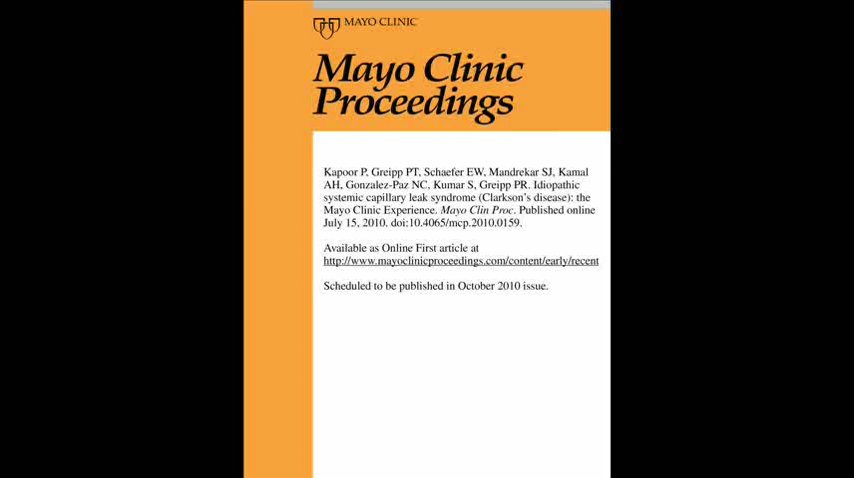 MAYO CLINIC
Mayo Clinic
Proceedings
Kapoor P, Greipp PT, Schaefer EW, Mandrekar SJ, Kamal
AH, Gonzalez-Paz NC, Kumar S, Greipp PR. Idiopathic
systemic capillary leak syndrome (Clarkson's disease): the
Mayo Clinic Experience. Mayo Clin Proc. Published online
July 15, 2010. doi:10.4065/mcp.2010.0159.
Available as Online First article at
http://www.mayoclinicproceedings.com/content/early/recent
Scheduled to be published in October 2010 issue.